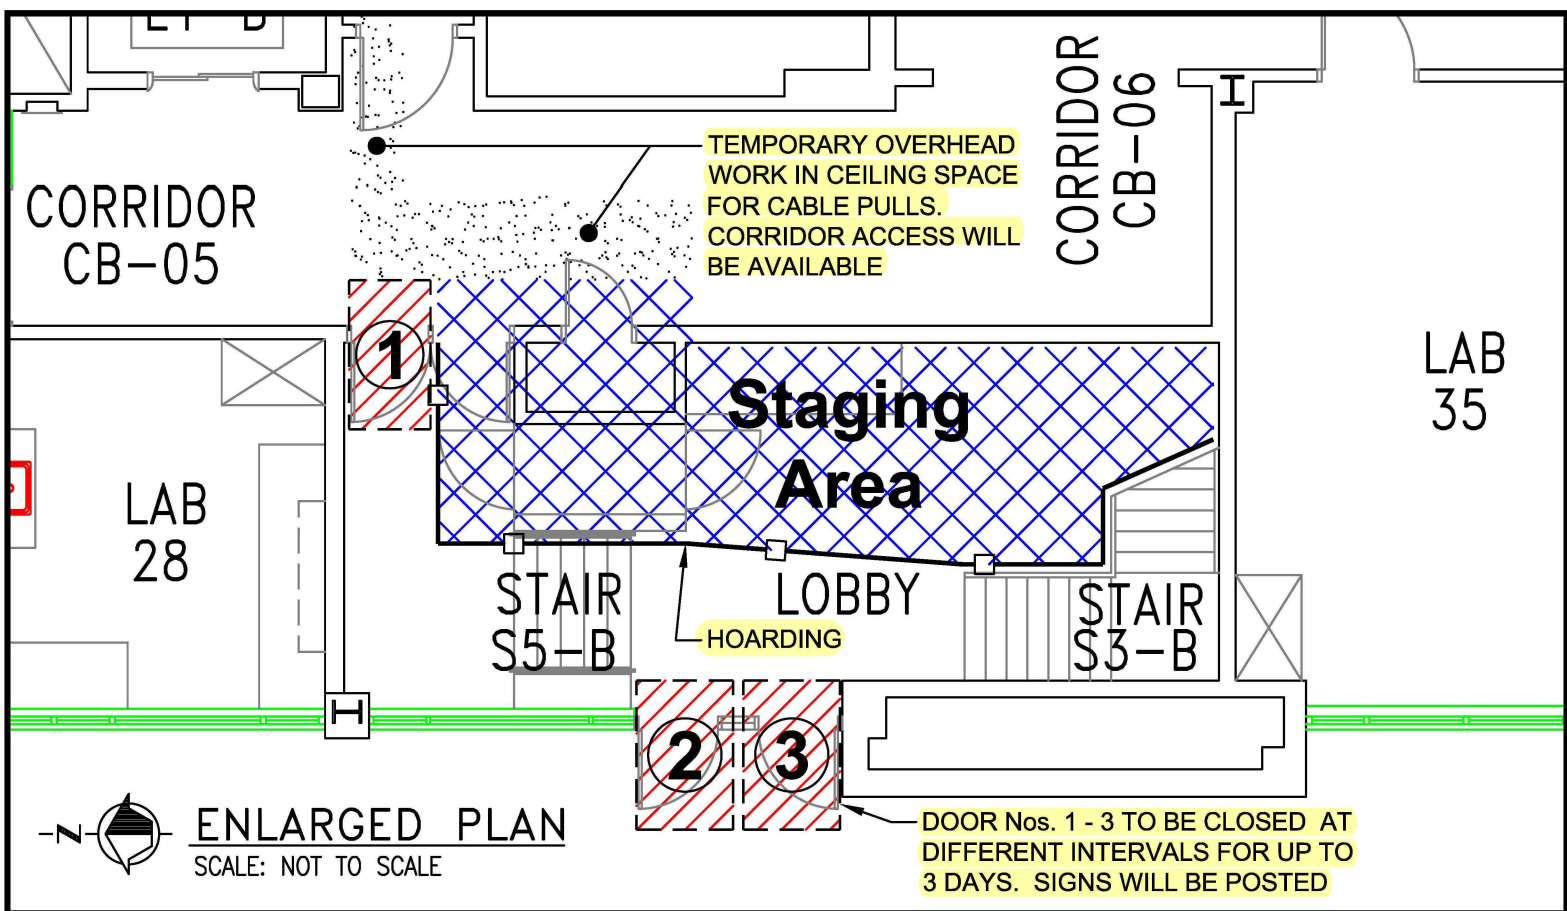 TEMPORARY OVERHEAD
WORK IN CEILING SPACE
FOR CABLE PULLS.
CORRIDOR ACCESS WILL
BE AVAILABLE
CORRIDOR
CB-06
CORRIDOR
CB-05
1
LAB
35
Staging
Area
LAB
28
STAIR
S5-B
LOBBY
STAIR
S3-B
HOARDING
2
3
N
ENLARGED PLAN
SCALE: NOT TO SCALE
DOOR Nos. 1 - 3 TO BE CLOSED AT
DIFFERENT INTERVALS FOR UP TO
3 DAYS. SIGNS WILL BE POSTED